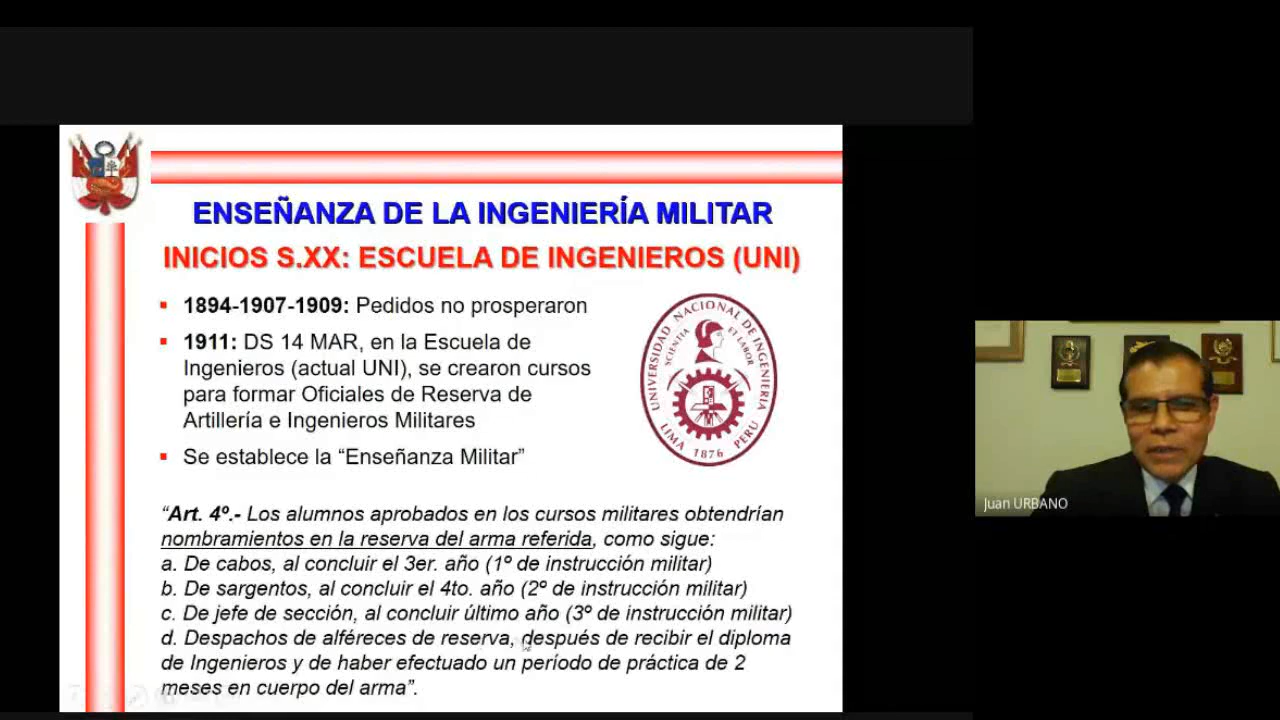 ENSEÑANZA DE LA INGENIERÍA MILITAR
INICIOS S.XX: ESCUELA DE INGENIEROS (UNI)
1894-1907-1909: Pedidos no prosperaron
1911: DS 14 MAR, en la Escuela de
Ingenieros (actual UNI), se crearon cursos
para formar Oficiales de Reserva de
Artillería e Ingenieros Militares
Se establece la “Enseñanza Militar”
UNIVERSIDAD NACIONAL DE INGENIERIA
SCIENTIA ET LABOR
LIMA 1876 PERU
“Art. 4º.- Los alumnos aprobados en los cursos militares obtendrían
nombramientos en la reserva del arma referida, como sigue:
a. De cabos, al concluir el 3er. año (1º de instrucción militar)
b. De sargentos, al concluir el 4to. año (2º de instrucción militar)
c. De jefe de sección, al concluir último año (3º de instrucción militar)
d. Despachos de alféreces de reserva, después de recibir el diploma
de Ingenieros y de haber efectuado un período de práctica de 2
meses en cuerpo del arma”.
Juan URBANO